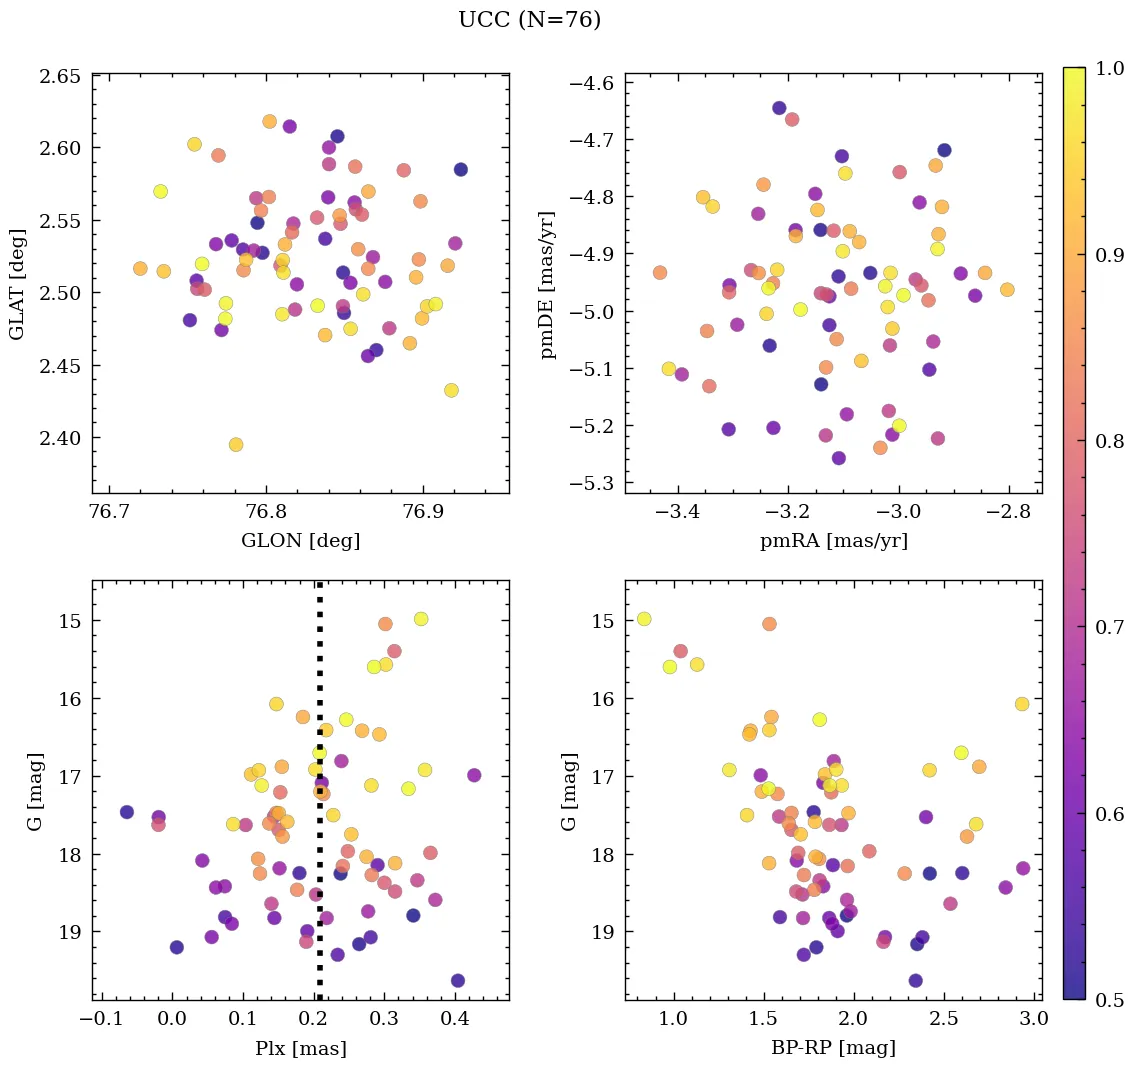 UCC (N=76)
2.65
2.60
2.55
2.50
2.45
2.40
GLAT [deg]
76.7 76.8 76.9
GLON [deg]
−4.6
−4.7
−4.8
−4.9
−5.0
−5.1
−5.2
−5.3
pmDE [mas/yr]
−3.4 −3.2 −3.0 −2.8
pmRA [mas/yr]
15
16
17
18
19
G [mag]
−0.1 0.0 0.1 0.2 0.3 0.4
Plx [mas]
15
16
17
18
19
G [mag]
1.0 1.5 2.0 2.5 3.0
BP-RP [mag]
1.0
0.9
0.8
0.7
0.6
0.5